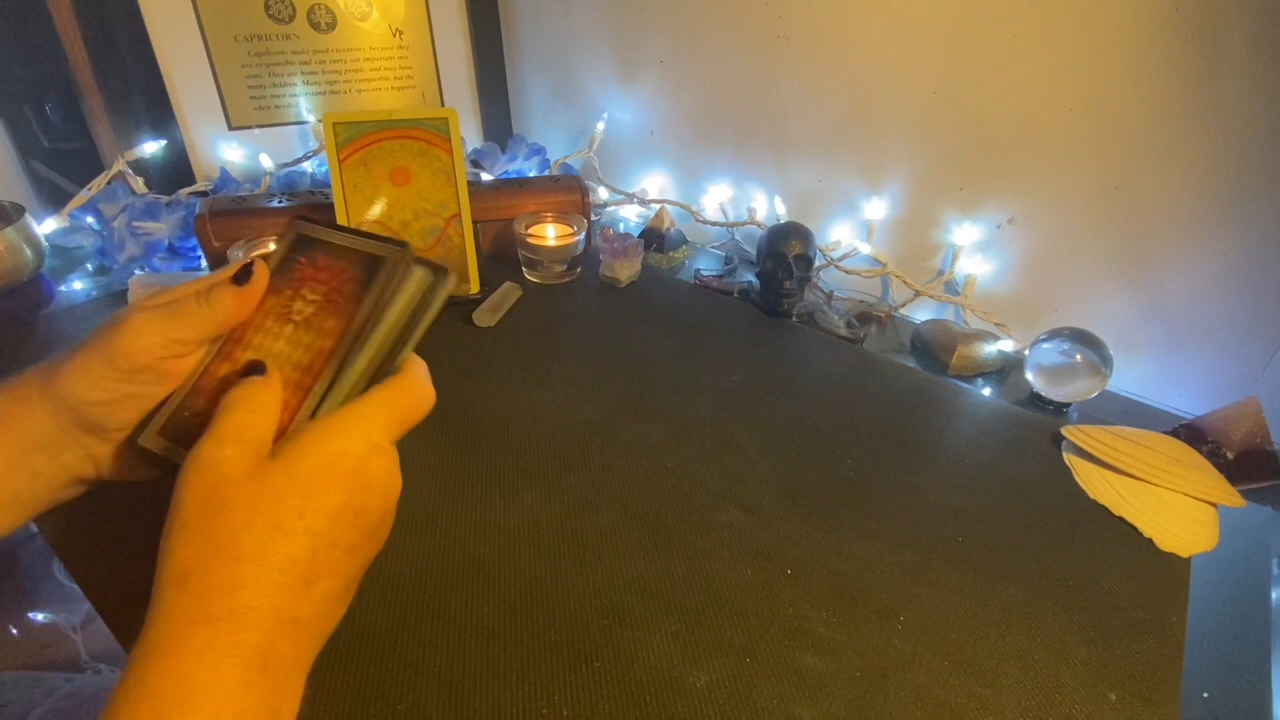 CAPRICORN
Capricorns make good executives, because they
are responsible and can carry out important mis
sions. They are home loving people, and may have
many children. Many signs are compatible, but the
mate must understand that a Capricorn is happiest
when needed.